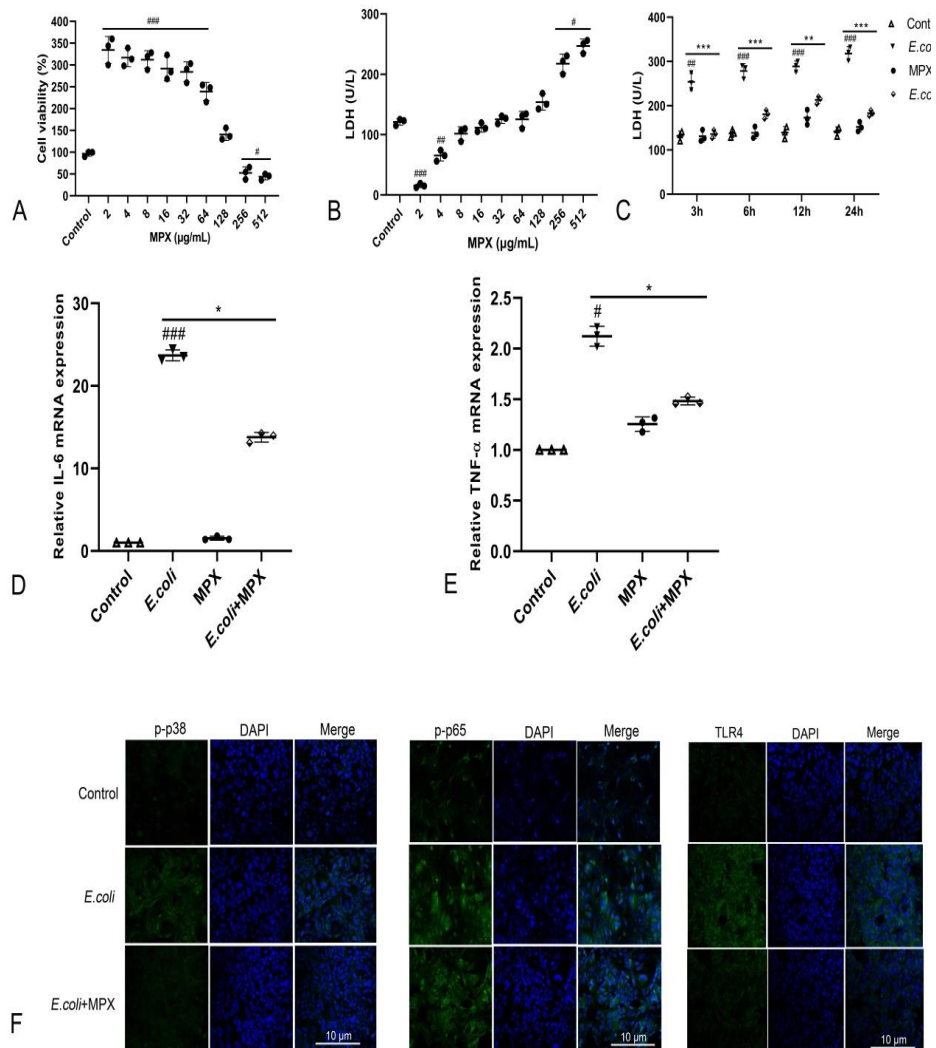 ###
400
350
300
250
200
150
100
50
0
Cell viability (%)
#
Control
2
4
8
16
32
64
128
256
512
MPX (µg/mL)
A
300
200
100
0
LDH (U/L)
###
##
#
Control
2
4
8
16
32
64
128
256
512
MPX (µg/mL)
B
400
300
200
100
0
LDH (U/L)
***
***
**
***
##
###
###
###
3h
6h
12h
24h
Cont
E.coli
MPX
E.coli
C
30
20
10
0
Relative IL-6 mRNA expression
*
###
Control
E.coli
MPX
E.coli+MPX
D
2.5
2.0
1.5
1.0
0.5
0.0
Relative TNF-α mRNA expression
*
#
Control
E.coli
MPX
E.coli+MPX
E
p-p38 DAPI Merge
p-p65 DAPI Merge
TLR4 DAPI Merge
Control
E.coli
E.coli+MPX
10 µm
10 µm
10 µm
F